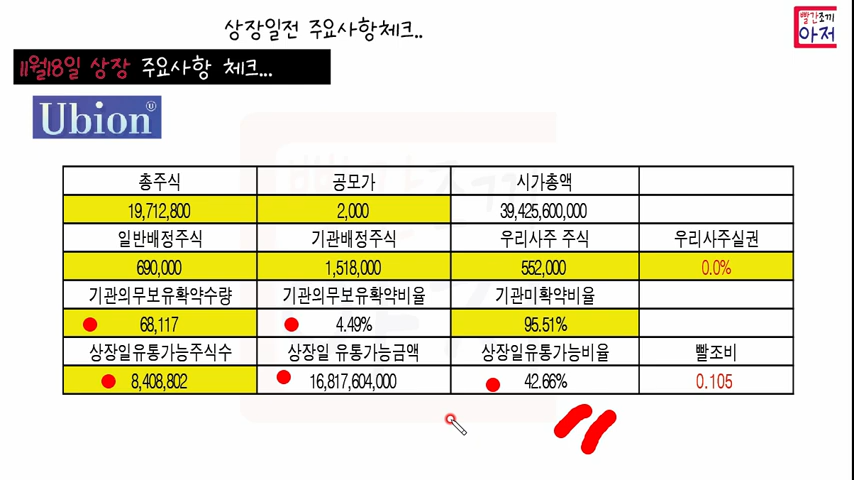 상장일전 주요사항체크..
빨간조끼
아저
11월18일 상장 주요사항 체크...
Ubion
총주식 공모가 시가총액
19,712,800 2,000 39,425,600,000
일반배정주식 기관배정주식 우리사주 주식 우리사주실권
690,000 1,518,000 552,000 0.0%
기관의무보유확약수량 기관의무보유확약비율 기관미확약비율
68,117 4.49% 95.51%
상장일유통가능주식수 상장일 유통가능금액 상장일유통가능비율 빨조비
8,408,802 16,817,604,000 42.66% 0.105